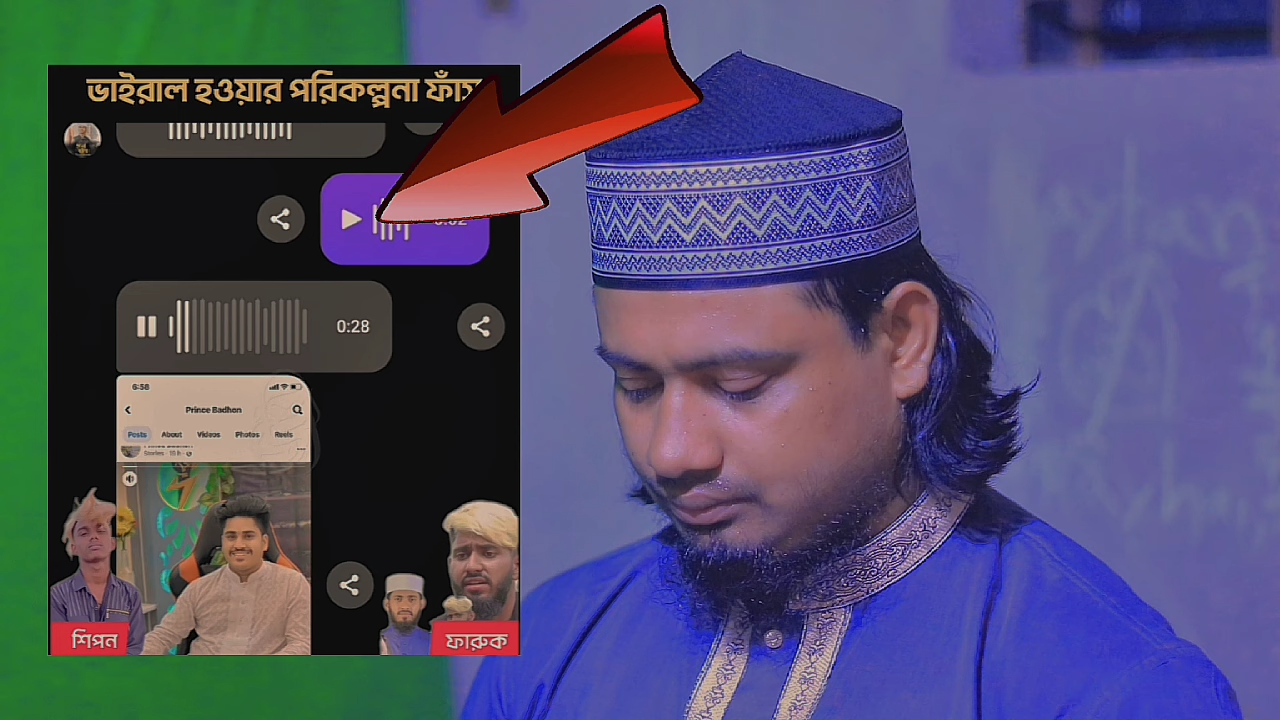 ভাইরাল হওয়ার পরিকল্পনা
0:28
6:58
Prince Badhon
Posts About Videos Photos Reels
শিপন
ফারুক